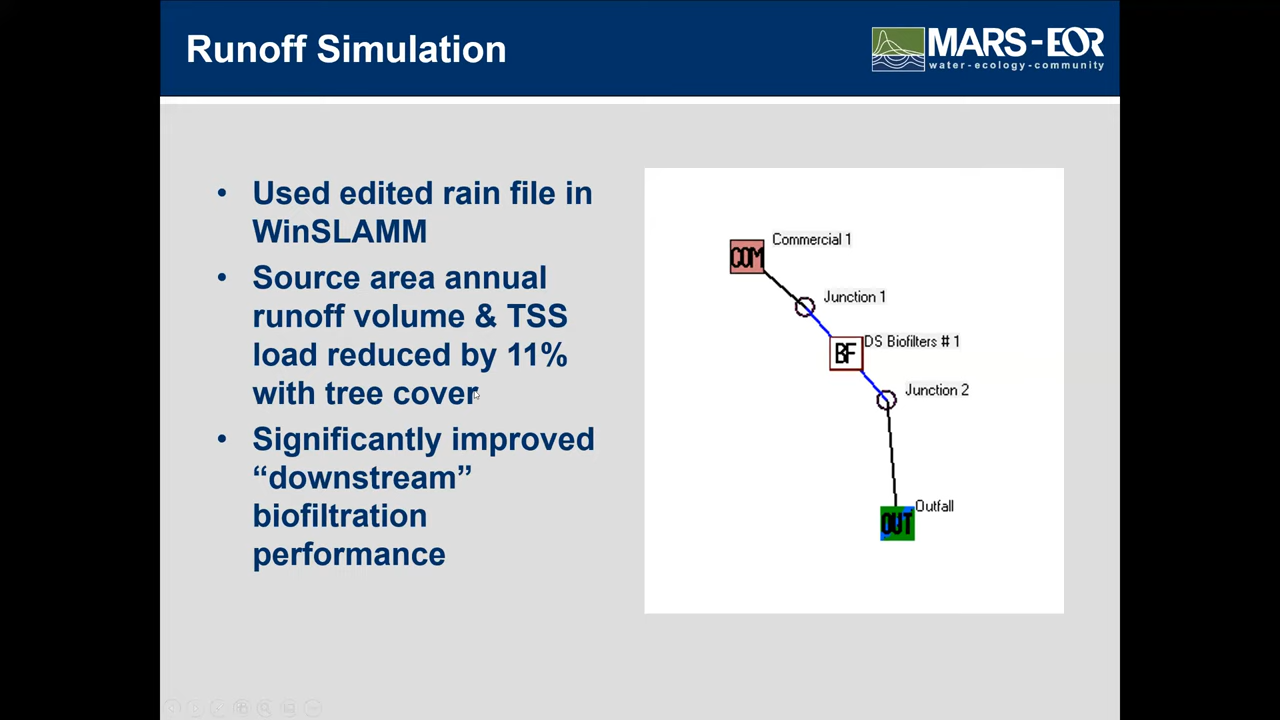 Runoff Simulation
MARS-EOR
water-ecology-community
• Used edited rain file in
WinSLAMM
• Source area annual
runoff volume & TSS
load reduced by 11%
with tree cover
• Significantly improved
“downstream”
biofiltration
performance
Commercial 1
COM
Junction 1
DS Biofilters # 1
BF
Junction 2
Outfall
OUT